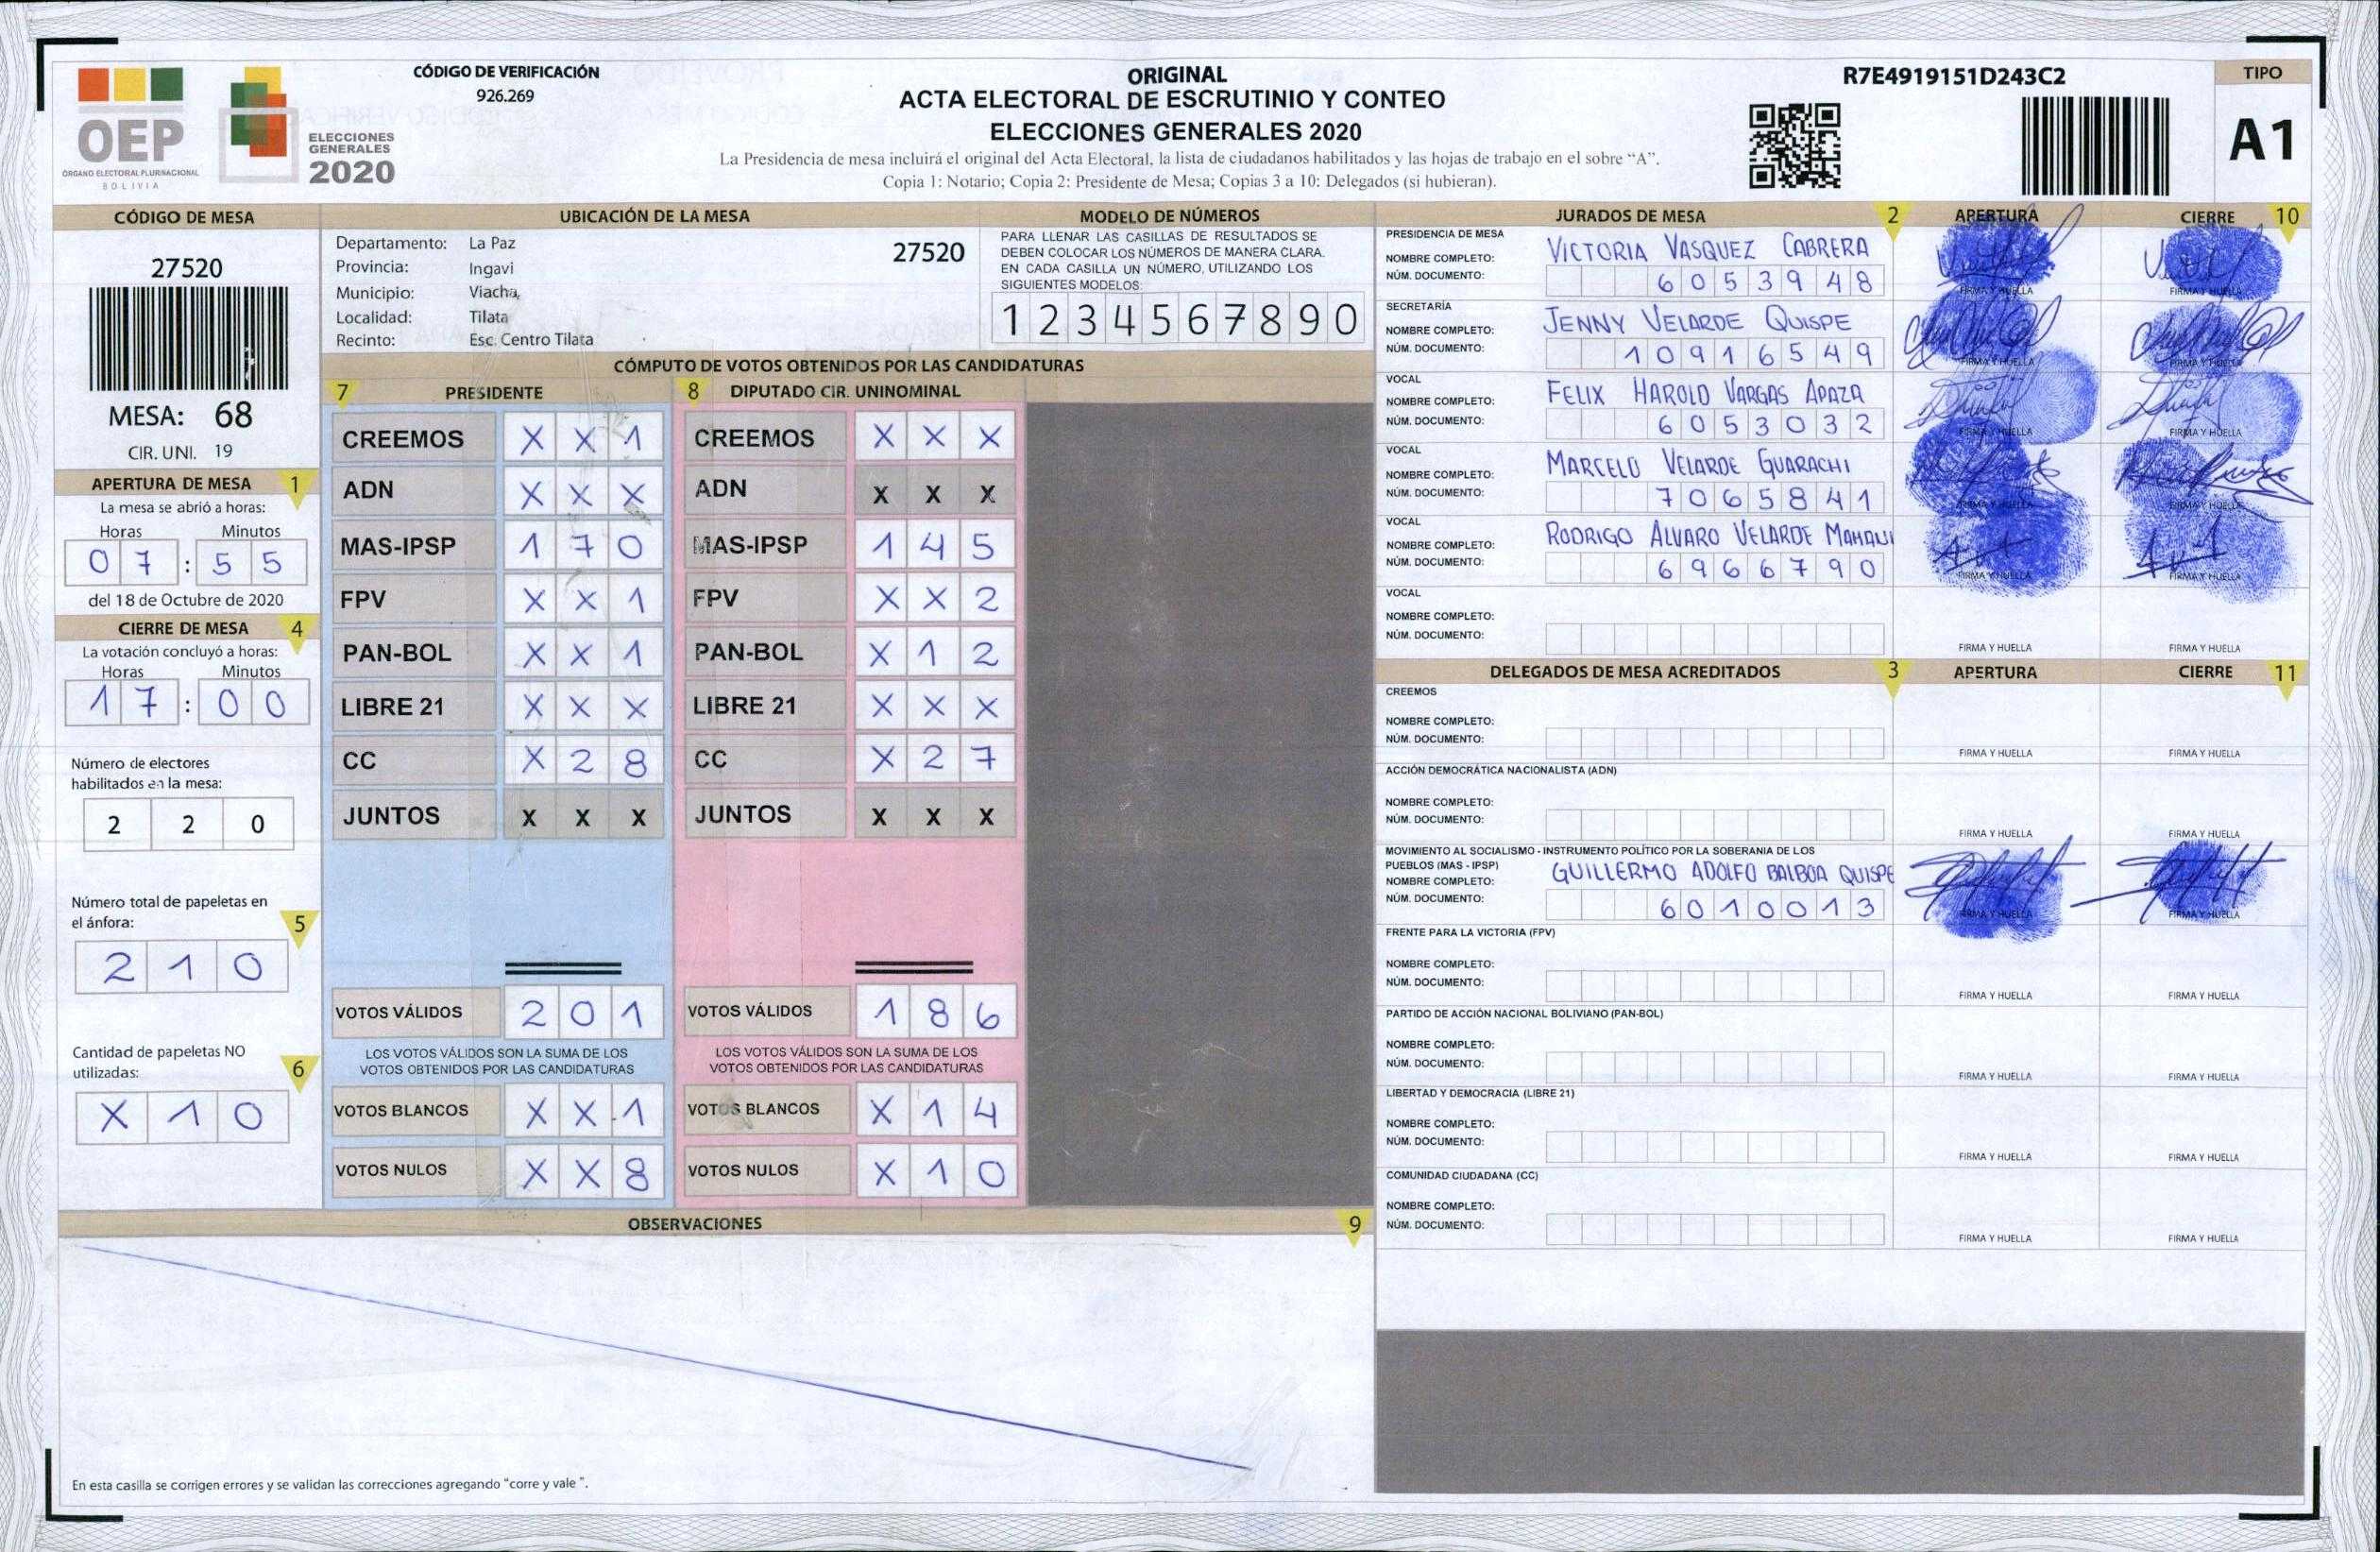 OEP
ÓRGANO ELECTORAL PLURINACIONAL
BOLIVIA
ELECCIONES
GENERALES
2020
CÓDIGO DE VERIFICACIÓN
926.269
ORIGINAL
ACTA ELECTORAL DE ESCRUTINIO Y CONTEO
ELECCIONES GENERALES 2020
La Presidencia de mesa incluirá el original del Acta Electoral, la lista de ciudadanos habilitados y las hojas de trabajo en el sobre “A”.
Copia 1: Notario; Copia 2: Presidente de Mesa; Copias 3 a 10: Delegados (si hubieran).
R7E4919151D243C2
TIPO
A1
CÓDIGO DE MESA
27520
MESA: 68
CIR. UNI. 19
APERTURA DE MESA 1
La mesa se abrió a horas:
Horas Minutos
07 : 55
del 18 de Octubre de 2020
CIERRE DE MESA 4
La votación concluyó a horas:
Horas Minutos
17 : 00
Número de electores
habilitados en la mesa:
2 2 0
Número total de papeletas en
el ánfora: 5
2 1 0
Cantidad de papeletas NO
utilizadas: 6
X 1 0
UBICACIÓN DE LA MESA
Departamento: La Paz 27520
Provincia: Ingavi
Municipio: Viacha,
Localidad: Tilata
Recinto: Esc. Centro Tilata
MODELO DE NÚMEROS
PARA LLENAR LAS CASILLAS DE RESULTADOS SE
DEBEN COLOCAR LOS NÚMEROS DE MANERA CLARA.
EN CADA CASILLA UN NÚMERO, UTILIZANDO LOS
SIGUIENTES MODELOS:
1 2 3 4 5 6 7 8 9 0
CÓMPUTO DE VOTOS OBTENIDOS POR LAS CANDIDATURAS
7 PRESIDENTE 8 DIPUTADO CIR. UNINOMINAL
CREEMOS X X 1 CREEMOS X X X
ADN X X X ADN X X X
MAS-IPSP 1 7 0 MAS-IPSP 1 4 5
FPV X X 1 FPV X X 2
PAN-BOL X X 1 PAN-BOL X 1 2
LIBRE 21 X X X LIBRE 21 X X X
CC X 2 8 CC X 2 7
JUNTOS X X X JUNTOS X X X
VOTOS VÁLIDOS 2 0 1 VOTOS VÁLIDOS 1 8 6
LOS VOTOS VÁLIDOS SON LA SUMA DE LOS LOS VOTOS VÁLIDOS SON LA SUMA DE LOS
VOTOS OBTENIDOS POR LAS CANDIDATURAS VOTOS OBTENIDOS POR LAS CANDIDATURAS
VOTOS BLANCOS X X 1 VOTOS BLANCOS X 1 4
VOTOS NULOS X X 8 VOTOS NULOS X 1 0
OBSERVACIONES 9
En esta casilla se corrigen errores y se validan las correcciones agregando “corre y vale ”.
JURADOS DE MESA 2 APERTURA CIERRE 10
PRESIDENCIA DE MESA
NOMBRE COMPLETO: VICTORIA VASQUEZ CABRERA
NÚM. DOCUMENTO: 6053948 FIRMA Y HUELLA FIRMA Y HUELLA
SECRETARÍA
NOMBRE COMPLETO: JENNY VELARDE QUISPE
NÚM. DOCUMENTO: 10916549 FIRMA Y HUELLA FIRMA Y HUELLA
VOCAL
NOMBRE COMPLETO: FELIX HAROLD VARGAS APAZA
NÚM. DOCUMENTO: 6053032 FIRMA Y HUELLA FIRMA Y HUELLA
VOCAL
NOMBRE COMPLETO: MARCELO VELARDE GUARACHI
NÚM. DOCUMENTO: 7065841 FIRMA Y HUELLA FIRMA Y HUELLA
VOCAL
NOMBRE COMPLETO: RODRIGO ALVARO VELARDE MAMANI
NÚM. DOCUMENTO: 6966790 FIRMA Y HUELLA FIRMA Y HUELLA
VOCAL
NOMBRE COMPLETO:
NÚM. DOCUMENTO: FIRMA Y HUELLA FIRMA Y HUELLA
DELEGADOS DE MESA ACREDITADOS 3 APERTURA CIERRE 11
CREEMOS
NOMBRE COMPLETO:
NÚM. DOCUMENTO: FIRMA Y HUELLA FIRMA Y HUELLA
ACCIÓN DEMOCRÁTICA NACIONALISTA (ADN)
NOMBRE COMPLETO:
NÚM. DOCUMENTO: FIRMA Y HUELLA FIRMA Y HUELLA
MOVIMIENTO AL SOCIALISMO - INSTRUMENTO POLÍTICO POR LA SOBERANIA DE LOS
PUEBLOS (MAS - IPSP)
NOMBRE COMPLETO: GUILLERMO ADOLFO BALBOA QUISPE
NÚM. DOCUMENTO: 6010013 FIRMA Y HUELLA FIRMA Y HUELLA
FRENTE PARA LA VICTORIA (FPV)
NOMBRE COMPLETO:
NÚM. DOCUMENTO: FIRMA Y HUELLA FIRMA Y HUELLA
PARTIDO DE ACCIÓN NACIONAL BOLIVIANO (PAN-BOL)
NOMBRE COMPLETO:
NÚM. DOCUMENTO: FIRMA Y HUELLA FIRMA Y HUELLA
LIBERTAD Y DEMOCRACIA (LIBRE 21)
NOMBRE COMPLETO:
NÚM. DOCUMENTO: FIRMA Y HUELLA FIRMA Y HUELLA
COMUNIDAD CIUDADANA (CC)
NOMBRE COMPLETO:
NÚM. DOCUMENTO: FIRMA Y HUELLA FIRMA Y HUELLA